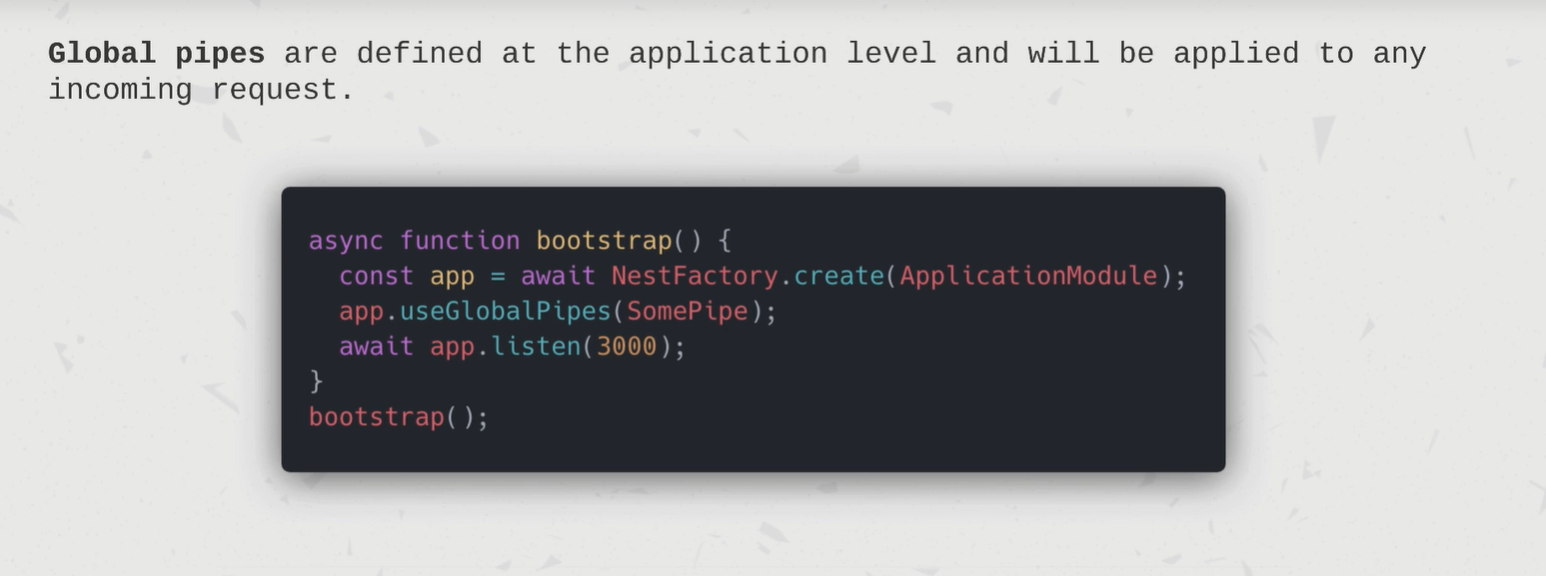 Global pipes are defined at the application level and will be applied to any
incoming request.
async function bootstrap() {
  const app = await NestFactory.create(ApplicationModule);
  app.useGlobalPipes(SomePipe);
  await app.listen(3000);
}
bootstrap();